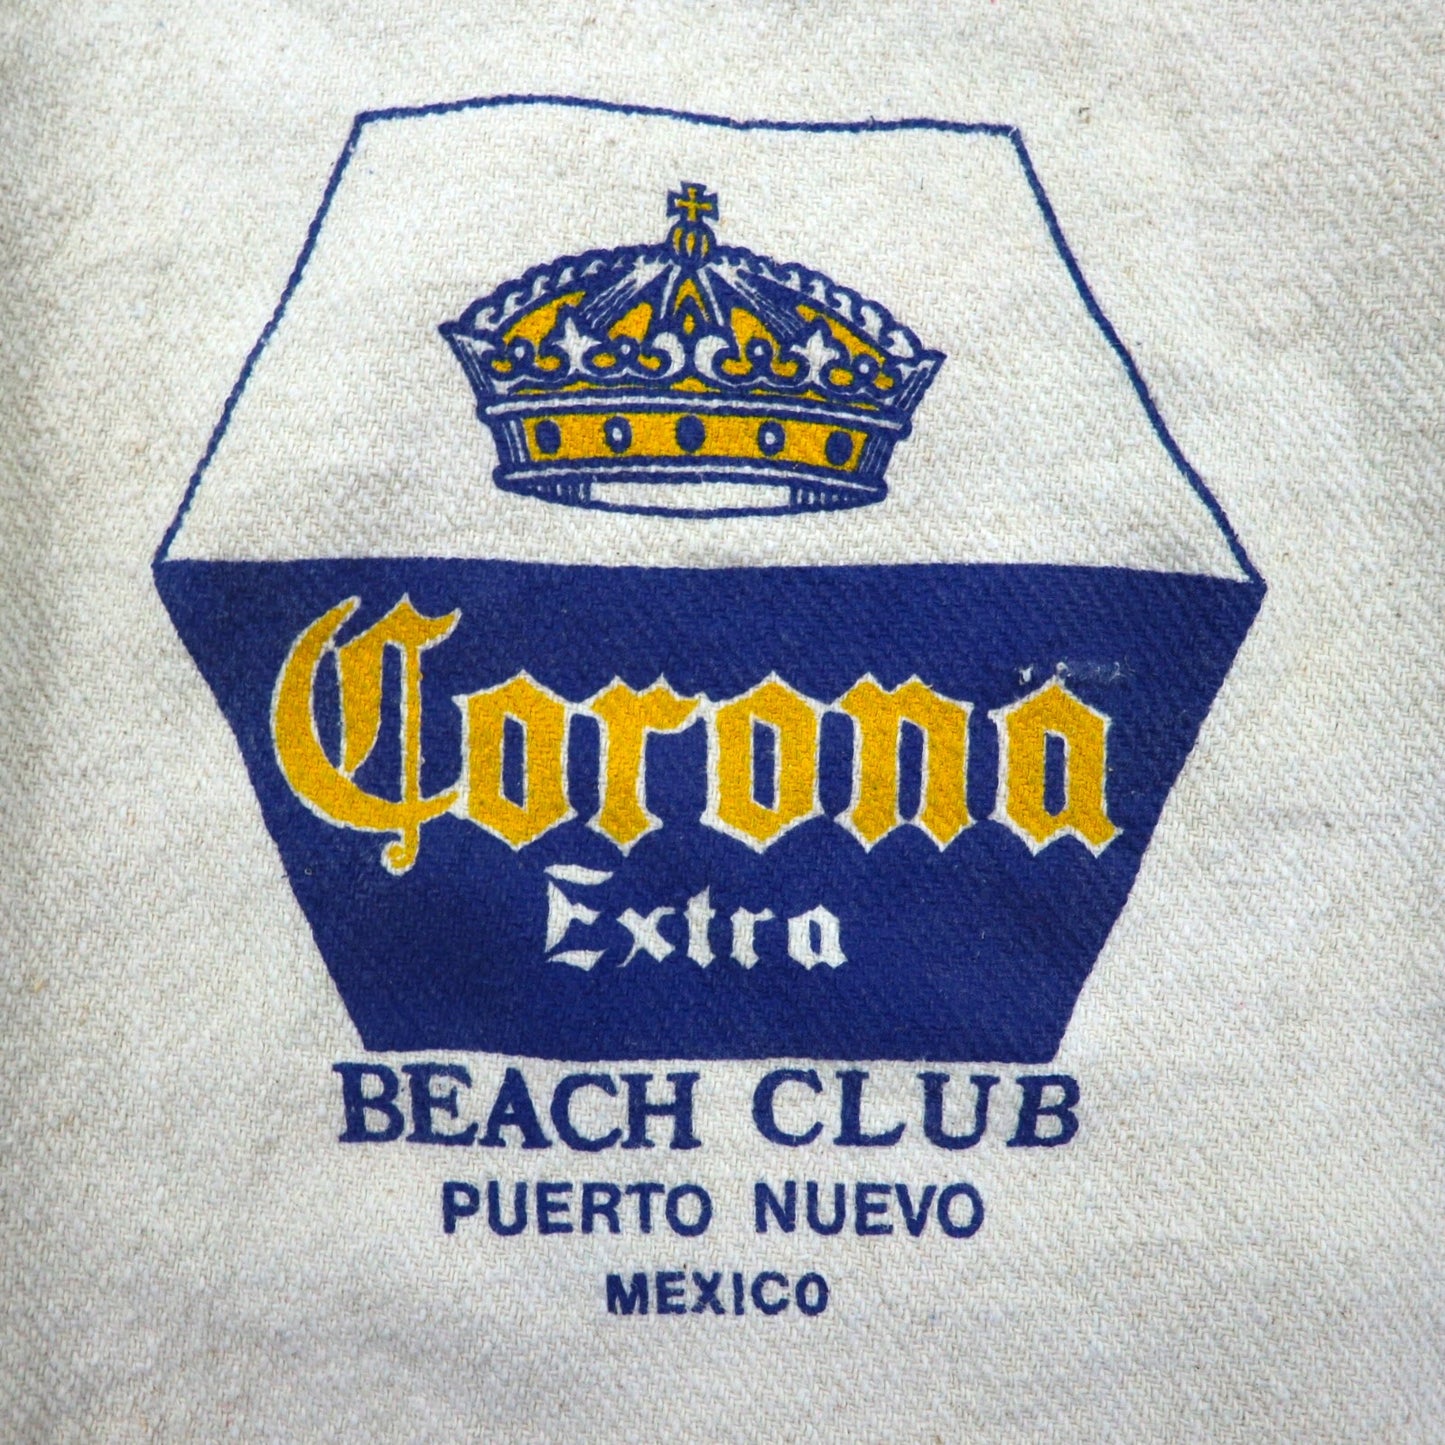 Corona
Extra
BEACH CLUB
PUERTO NUEVO
MEXICO